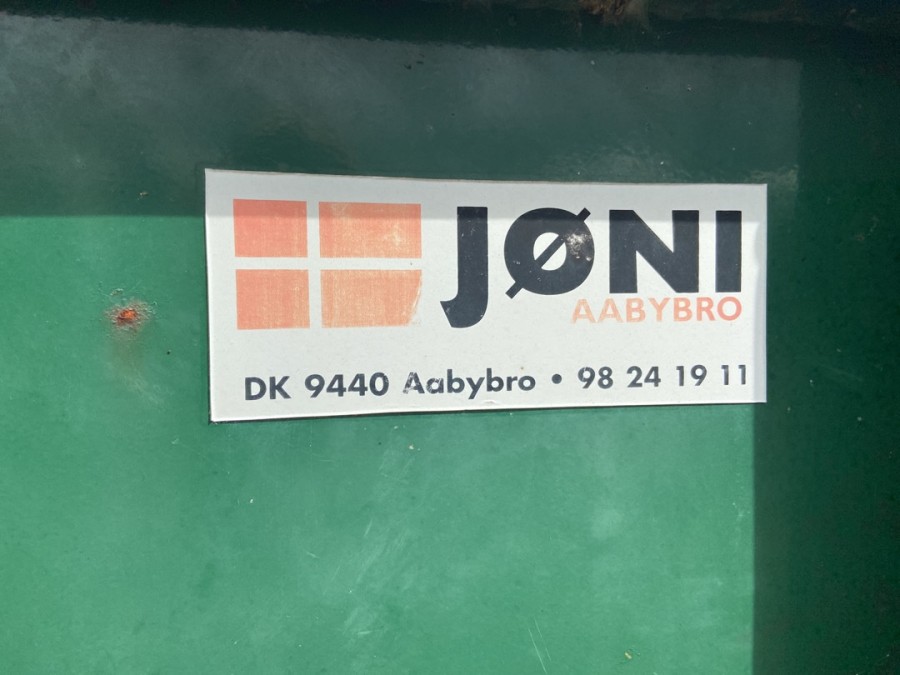 JØNI
AABYBRO
DK 9440 Aabybro • 98 24 19 11